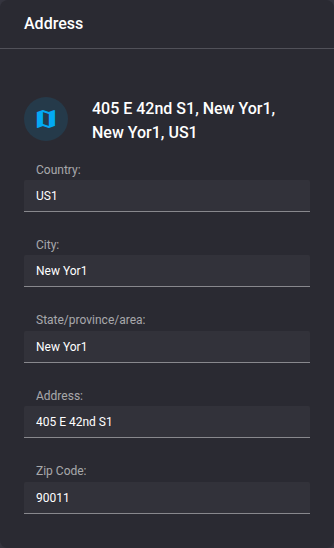 Address
405 E 42nd S1, New Yor1,
New Yor1, US1
Country:
US1
City:
New Yor1
State/province/area:
New Yor1
Address:
405 E 42nd S1
Zip Code:
90011